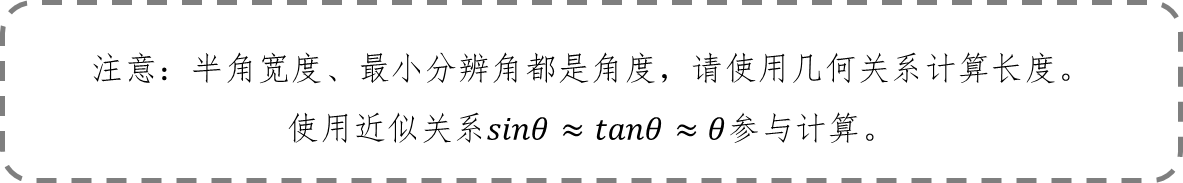 注意：半角宽度、最小分辨角都是角度，请使用几何关系计算长度。
使用近似关系sinθ ≈ tanθ ≈ θ参与计算。